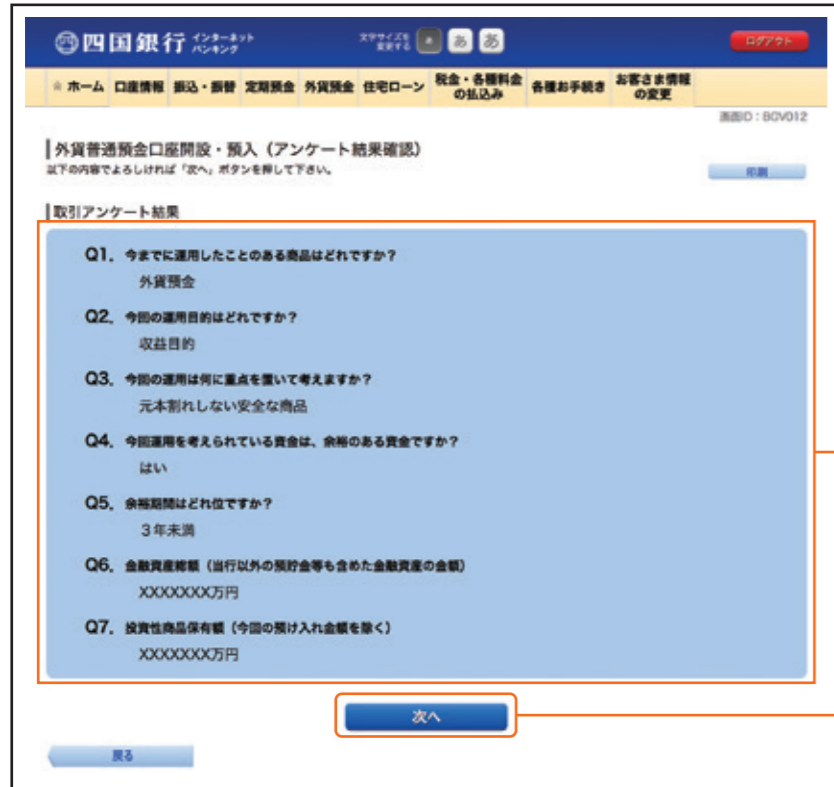 四国銀行 インターネット バンキング
文字サイズを変更する あ あ あ
ログアウト
ホーム 口座情報 振込・振替 定期預金 外貨預金 住宅ローン 税金・各種料金の払込み 各種お手続き お客さま情報の変更
画面ID:BOV012
外貨普通預金口座開設・預入(アンケート結果確認)
以下の内容でよろしければ「次へ」ボタンを押して下さい。
印刷
取引アンケート結果
Q1. 今までに運用したことのある商品はどれですか?
外貨預金
Q2. 今回の運用目的はどれですか?
収益目的
Q3. 今回の運用は何に重点を置いて考えますか?
元本割れしない安全な商品
Q4. 今回運用を考えられている資金は、余裕のある資金ですか?
はい
Q5. 余裕期間はどれ位ですか?
3年未満
Q6. 金融資産総額(当行以外の預貯金等も含めた金融資産の金額)
XXXXXXX万円
Q7. 投資性商品保有額(今回の預け入れ金額を除く)
XXXXXXX万円
次へ
戻る